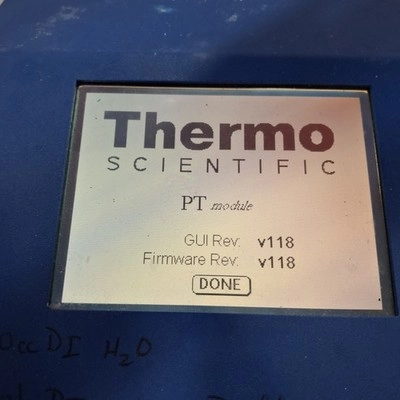 Thermo
SCIENTIFIC
PT module
GUI Rev: v118
Firmware Rev: v118
DONE
DI H2O